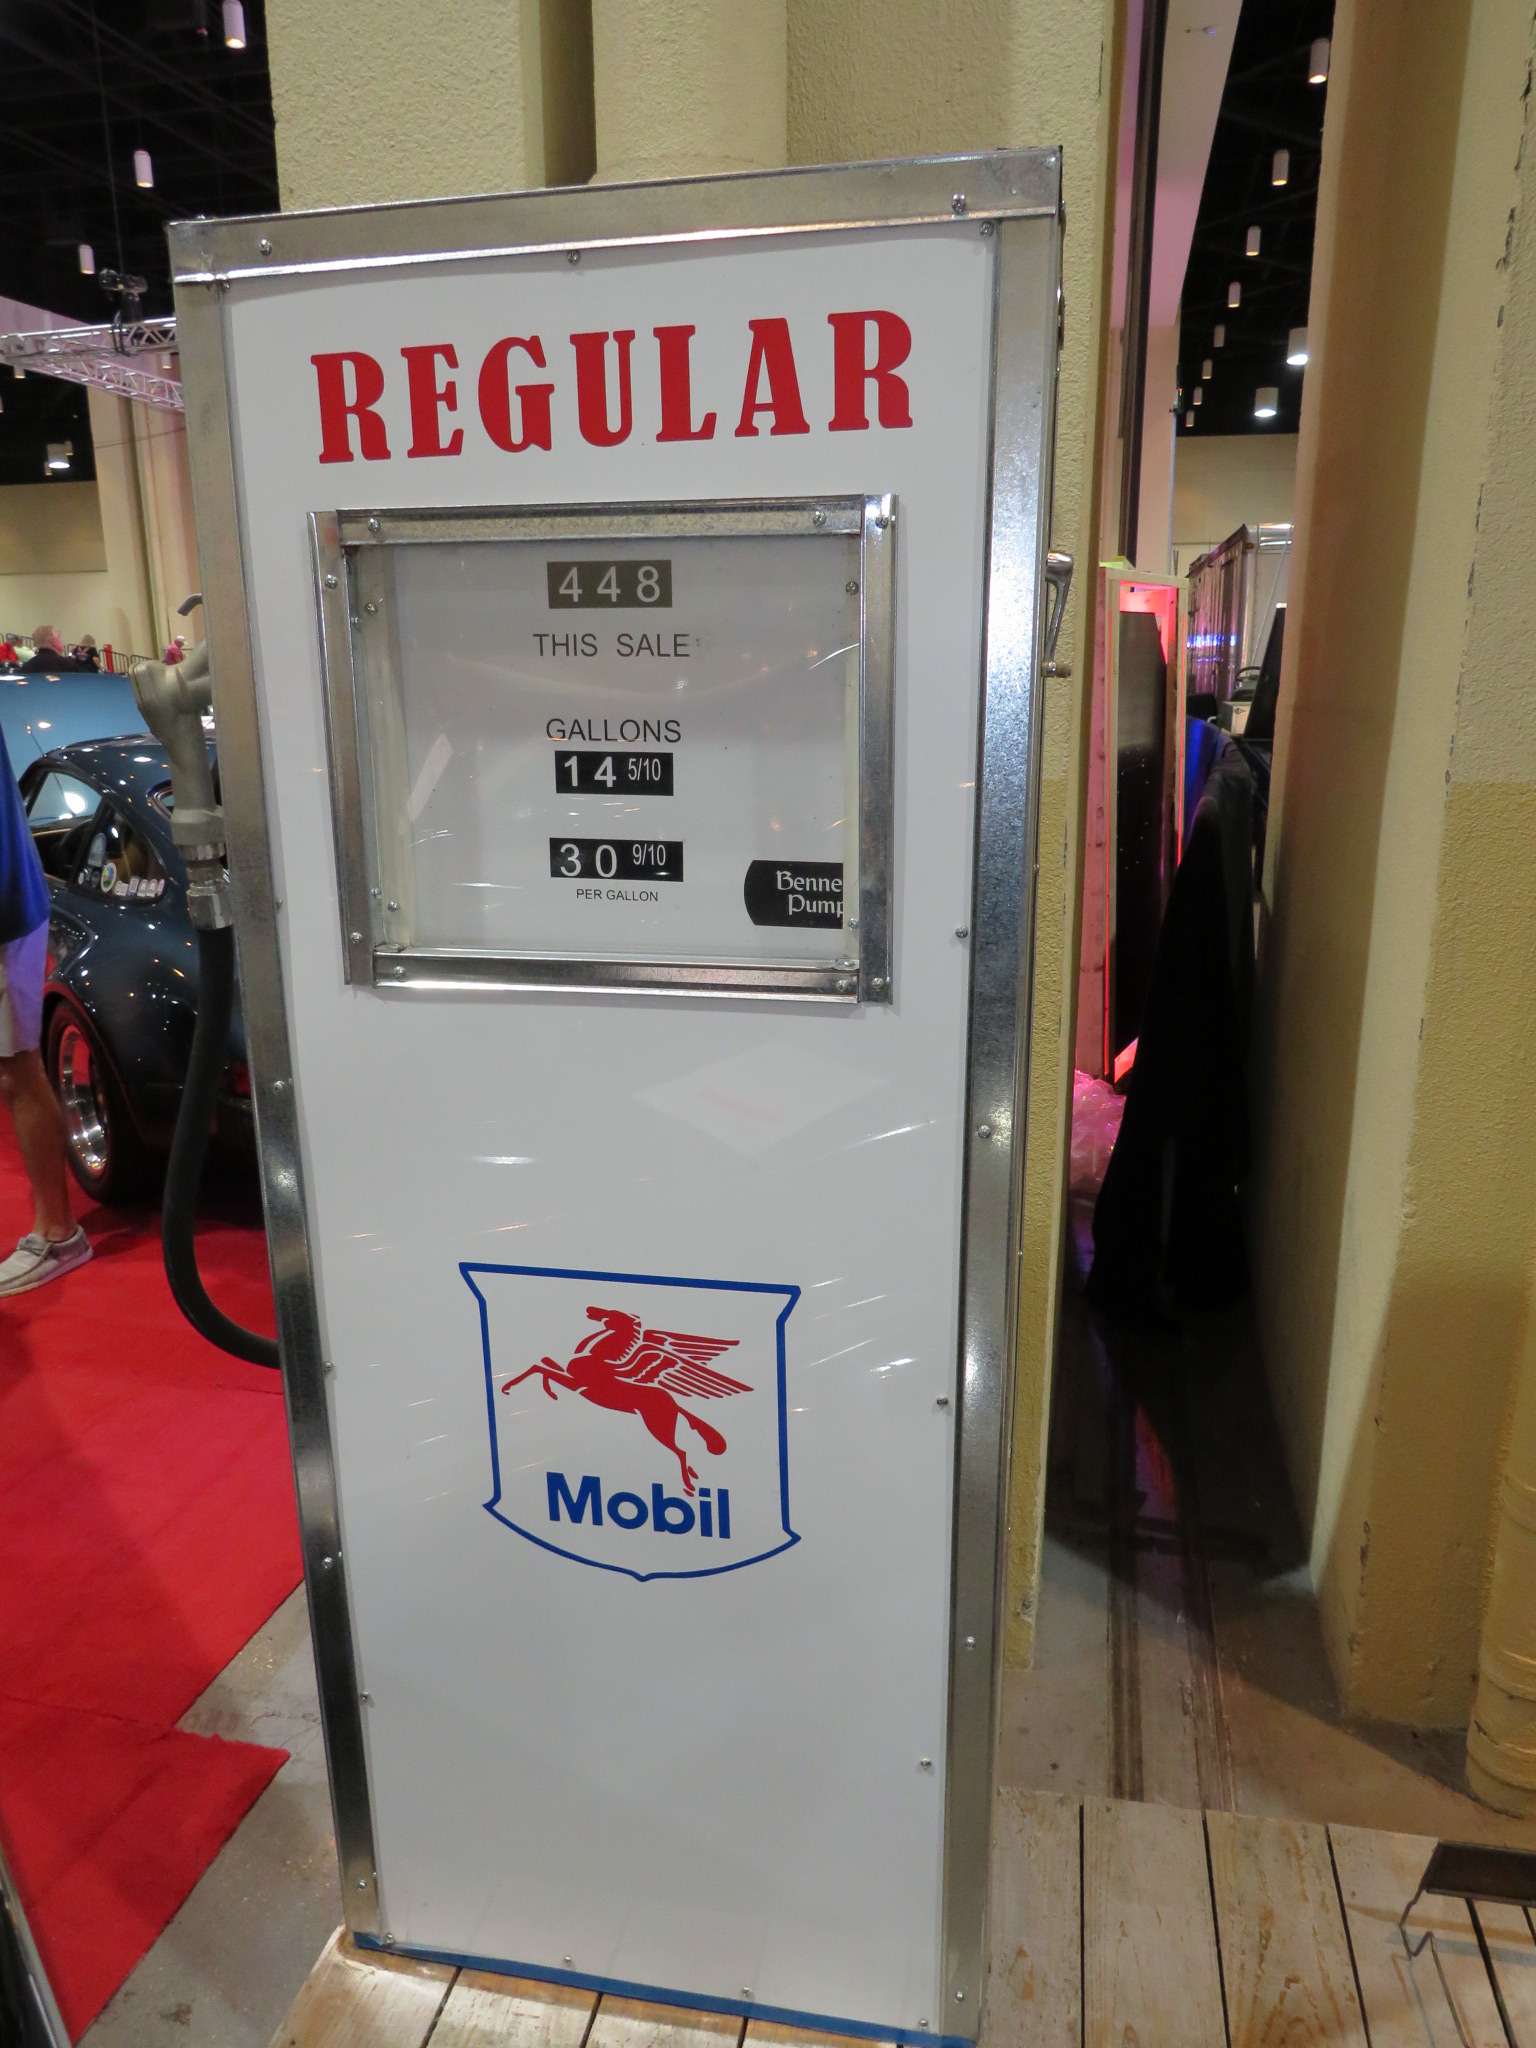 REGULAR
448
THIS SALE
GALLONS
14 5/10
30 9/10
PER GALLON
Benne
Pump
Mobil